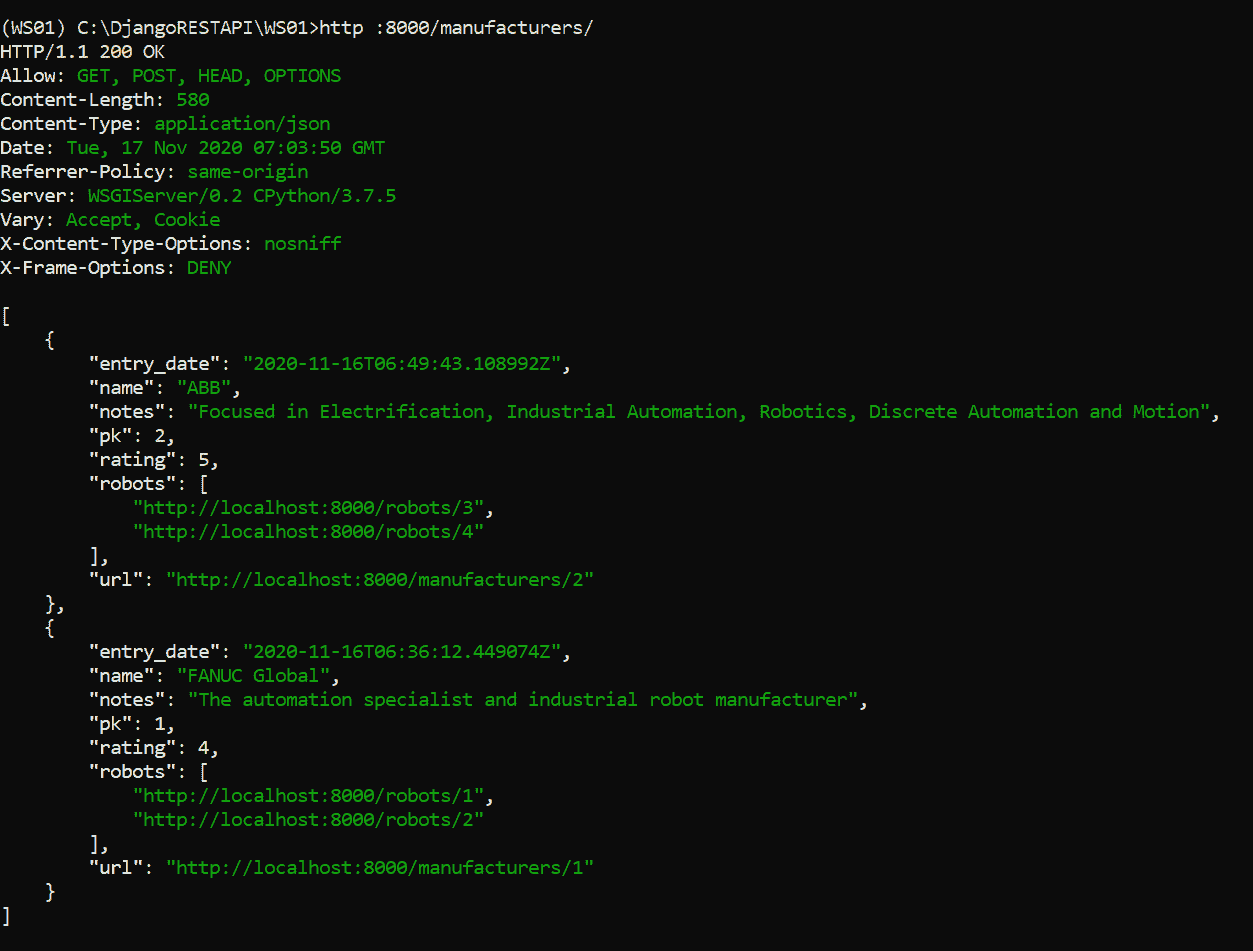 (WS01) C:\DjangoRESTAPI\WS01>http :8000/manufacturers/
HTTP/1.1 200 OK
Allow: GET, POST, HEAD, OPTIONS
Content-Length: 580
Content-Type: application/json
Date: Tue, 17 Nov 2020 07:03:50 GMT
Referrer-Policy: same-origin
Server: WSGIServer/0.2 CPython/3.7.5
Vary: Accept, Cookie
X-Content-Type-Options: nosniff
X-Frame-Options: DENY

[
    {
        "entry_date": "2020-11-16T06:49:43.108992Z",
        "name": "ABB",
        "notes": "Focused in Electrification, Industrial Automation, Robotics, Discrete Automation and Motion",
        "pk": 2,
        "rating": 5,
        "robots": [
            "http://localhost:8000/robots/3",
            "http://localhost:8000/robots/4"
        ],
        "url": "http://localhost:8000/manufacturers/2"
    },
    {
        "entry_date": "2020-11-16T06:36:12.449074Z",
        "name": "FANUC Global",
        "notes": "The automation specialist and industrial robot manufacturer",
        "pk": 1,
        "rating": 4,
        "robots": [
            "http://localhost:8000/robots/1",
            "http://localhost:8000/robots/2"
        ],
        "url": "http://localhost:8000/manufacturers/1"
    }
]